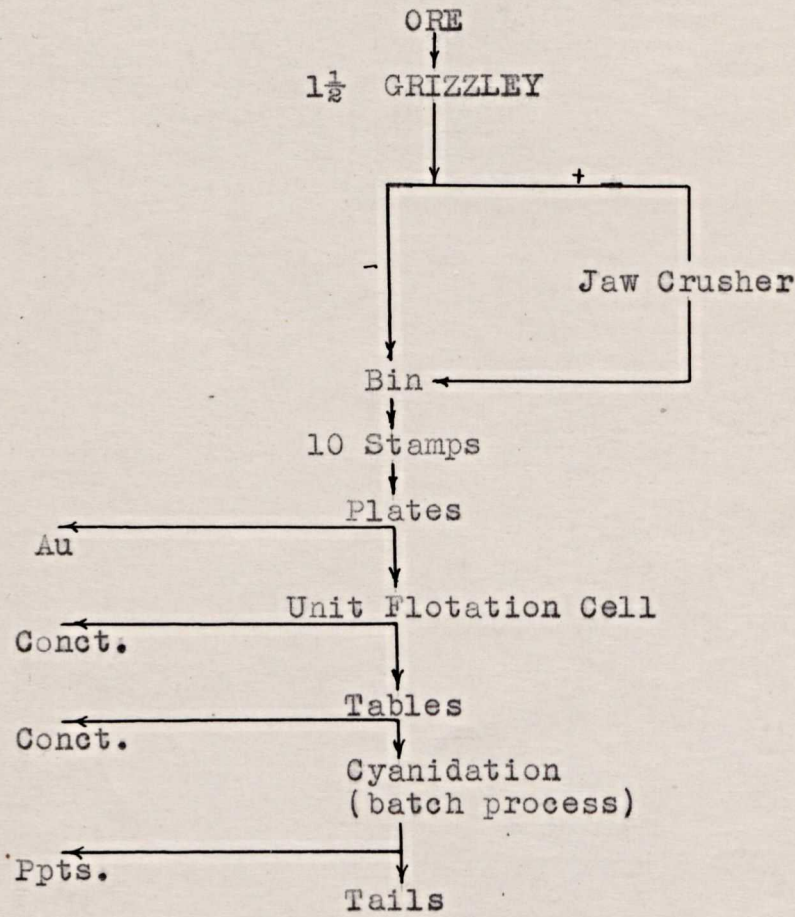 ORE
1½ GRIZZLEY
+
-
Jaw Crusher
Bin
10 Stamps
Plates
Au
Unit Flotation Cell
Conct.
Tables
Conct.
Cyanidation
(batch process)
Ppts.
Tails